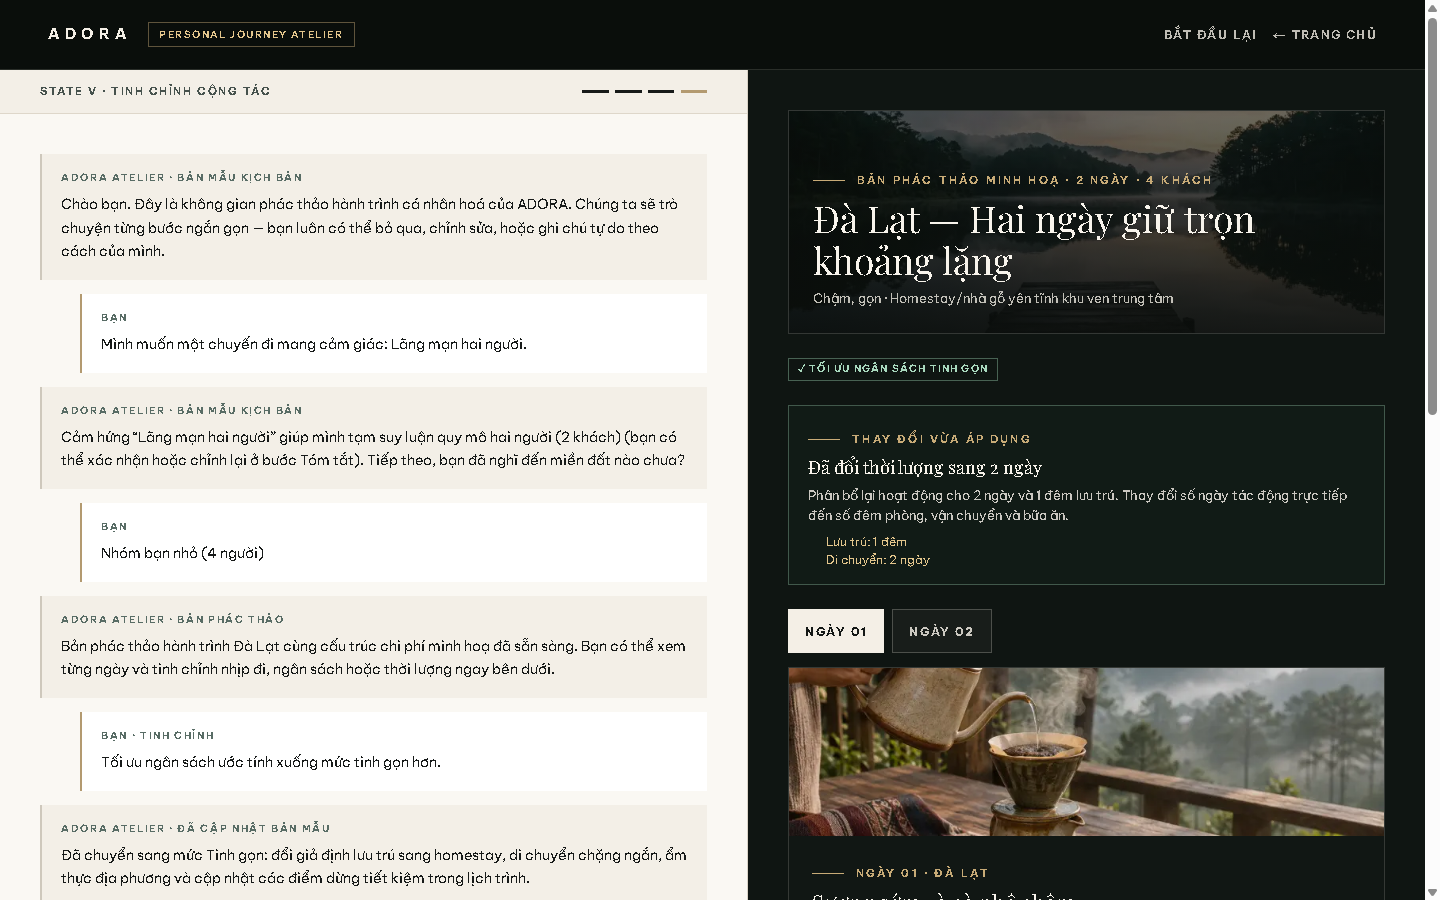 ADORA
PERSONAL JOURNEY ATELIER
BẮT ĐẦU LẠI
← TRANG CHỦ
STATE V · TINH CHỈNH CỘNG TÁC
ADORA ATELIER · BẢN MẪU KỊCH BẢN
Chào bạn. Đây là không gian phác thảo hành trình cá nhân hoá của ADORA. Chúng ta sẽ trò
chuyện từng bước ngắn gọn — bạn luôn có thể bỏ qua, chỉnh sửa, hoặc ghi chú tự do theo
cách của mình.
BẠN
Mình muốn một chuyến đi mang cảm giác: Lãng mạn hai người.
ADORA ATELIER · BẢN MẪU KỊCH BẢN
Cảm hứng “Lãng mạn hai người” giúp mình tạm suy luận quy mô hai người (2 khách) (bạn có
thể xác nhận hoặc chỉnh lại ở bước Tóm tắt). Tiếp theo, bạn đã nghĩ đến miền đất nào chưa?
BẠN
Nhóm bạn nhỏ (4 người)
ADORA ATELIER · BẢN PHÁC THẢO
Bản phác thảo hành trình Đà Lạt cùng cấu trúc chi phí minh hoạ đã sẵn sàng. Bạn có thể xem
từng ngày và tinh chỉnh nhịp đi, ngân sách hoặc thời lượng ngay bên dưới.
BẠN · TINH CHỈNH
Tối ưu ngân sách ước tính xuống mức tinh gọn hơn.
ADORA ATELIER · ĐÃ CẬP NHẬT BẢN MẪU
Đã chuyển sang mức Tinh gọn: đổi giả định lưu trú sang homestay, di chuyển chặng ngắn, ẩm
thực địa phương và cập nhật các điểm dừng tiết kiệm trong lịch trình.
BẢN PHÁC THẢO MINH HOẠ · 2 NGÀY · 4 KHÁCH
Đà Lạt — Hai ngày giữ trọn
khoảng lặng
Chậm, gọn · Homestay/nhà gỗ yên tĩnh khu ven trung tâm
✓ TỐI ƯU NGÂN SÁCH TINH GỌN
THAY ĐỔI VỪA ÁP DỤNG
Đã đổi thời lượng sang 2 ngày
Phân bổ lại hoạt động cho 2 ngày và 1 đêm lưu trú. Thay đổi số ngày tác động trực tiếp
đến số đêm phòng, vận chuyển và bữa ăn.
Lưu trú: 1 đêm
Di chuyển: 2 ngày
NGÀY 01
NGÀY 02
NGÀY 01 · ĐÀ LẠT